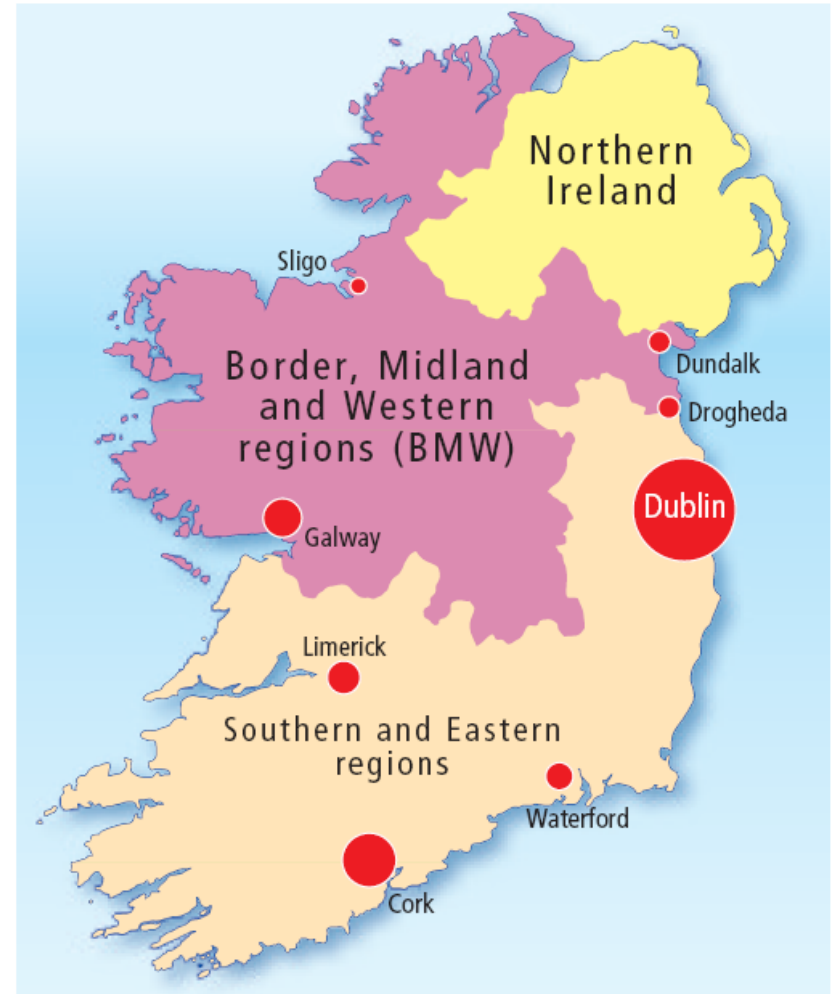 Northern
Ireland
Sligo
Border, Midland
and Western
regions (BMW)
Dundalk
Drogheda
Dublin
Galway
Limerick
Southern and Eastern
regions
Waterford
Cork